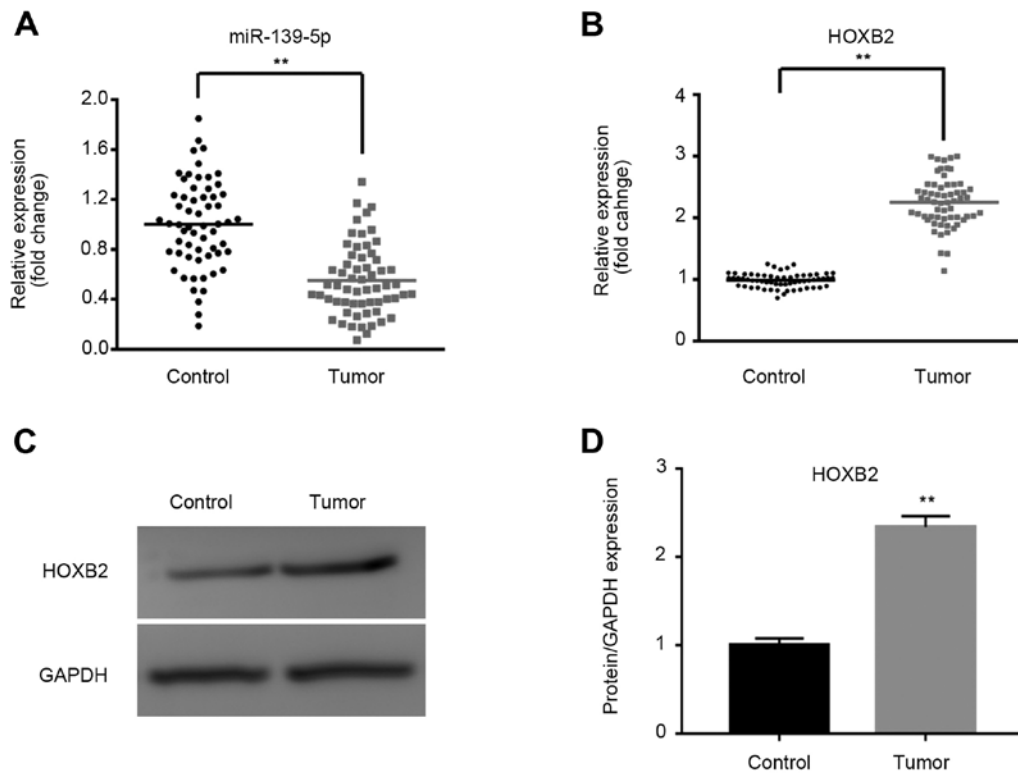 A
miR-139-5p
**
Relative expression
(fold change)
2.0
1.6
1.2
0.8
0.4
0.0
Control
Tumor
B
HOXB2
**
Relative expression
(fold cahnge)
4
3
2
1
0
Control
Tumor
C
Control
Tumor
HOXB2
GAPDH
D
HOXB2
**
Protein/GAPDH expression
3
2
1
0
Control
Tumor